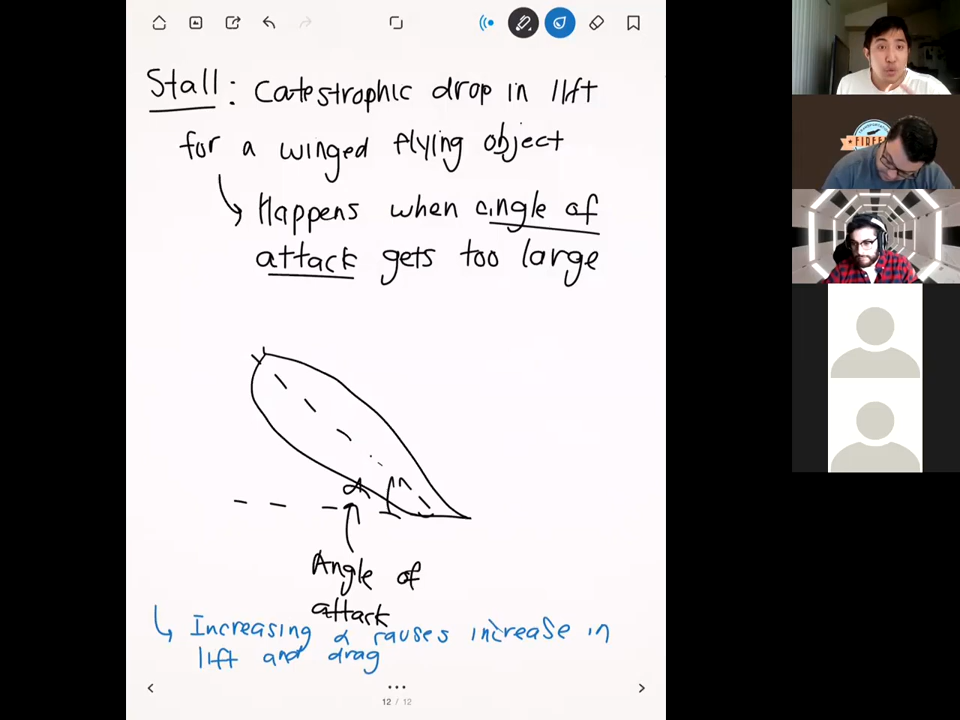 Stall: Catestrophic drop in lift
for a winged flying object
↳ Happens when angle of
attack gets too large
α
Angle of
attack
↳ Increasing α causes increase in
lift and drag
12 / 12